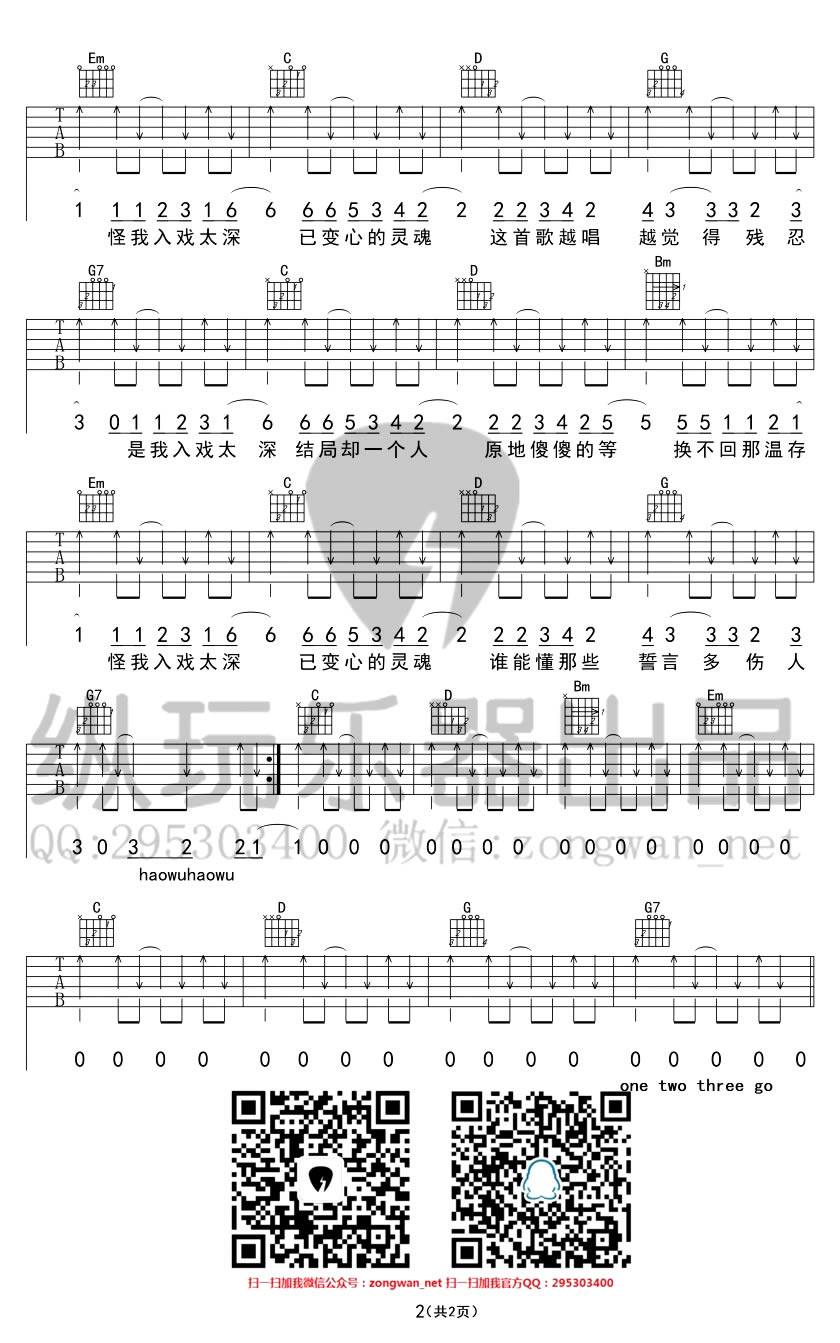 Em C D G
T A B
1 1 1 2 3 1 6 6 6 6 5 3 4 2 2 2 2 3 4 2 4 3 3 3 2 3
怪我入戏太深 已变心的灵魂 这首歌越唱 越觉 得 残 忍
G7 C D Bm
T A B
3 0 1 1 2 3 1 6 6 6 5 3 4 2 2 2 2 3 4 2 5 5 5 5 1 1 2 1
是我入戏太 深 结局却一个人 原地傻傻的等 换不回那温存
Em C D G
T A B
1 1 1 2 3 1 6 6 6 6 5 3 4 2 2 2 2 3 4 2 4 3 3 3 2 3
怪我入戏太深 已变心的灵魂 谁能懂那些 誓言 多 伤 人
纵玩乐器出品
G7 C D Bm Em
T A B
QQ:295303400 微信:zongwan_net
3 0 3 2 2 1 1 0 0 0 0 0 0 0 0 0 0 0 0 0 0 0
haowuhaowu
C D G G7
T A B
0 0 0 0 0 0 0 0 0 0 0 0 0 0 0 0 0
one two three go
扫一扫加我微信公众号：zongwan_net 扫一扫加我官方QQ：295303400
2(共2页)